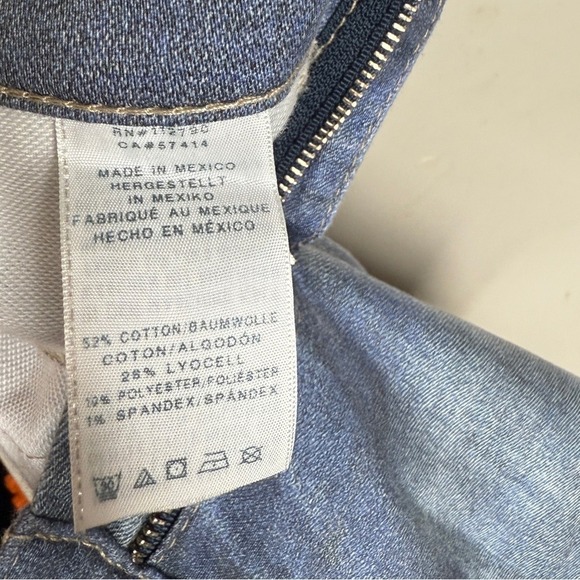 RN#112790
CA#57414
MADE IN MEXICO
HERGESTELLT
IN MEXIKO
FABRIQUÉ AU MEXIQUE
HECHO EN MÉXICO
52% COTTON/BAUMWOLLE
COTON/ALGODÓN
28% LYOCELL
19% POLYESTER/POLIÉSTER
1% SPANDEX/SPÁNDEX